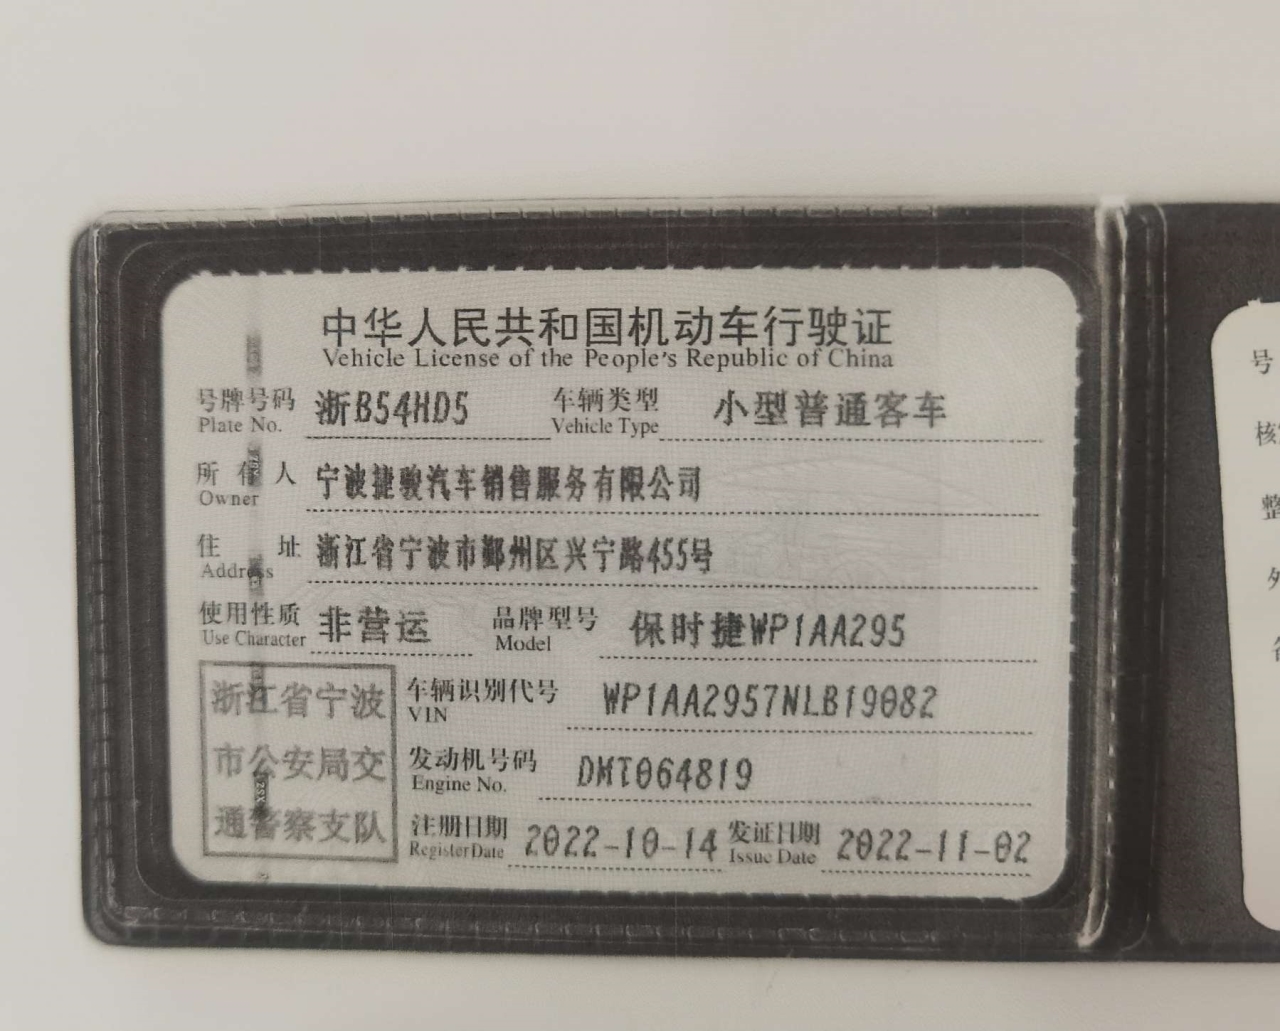 中华人民共和国机动车行驶证
Vehicle License of the People's Republic of China
号牌号码 浙B54HD5 车辆类型 小型普通客车
Plate No. Vehicle Type
所有人 宁波捷骏汽车销售服务有限公司
Owner
住址 浙江省宁波市鄞州区兴宁路455号
Address
使用性质 非营运 品牌型号 保时捷WP1AA295
Use Character Model
浙江省宁波
市公安局交
通警察支队
车辆识别代号 WP1AA2957NLB19082
VIN
发动机号码 DMT064819
Engine No.
注册日期 2022-10-14 发证日期 2022-11-02
Register Date Issue Date
号
核
整